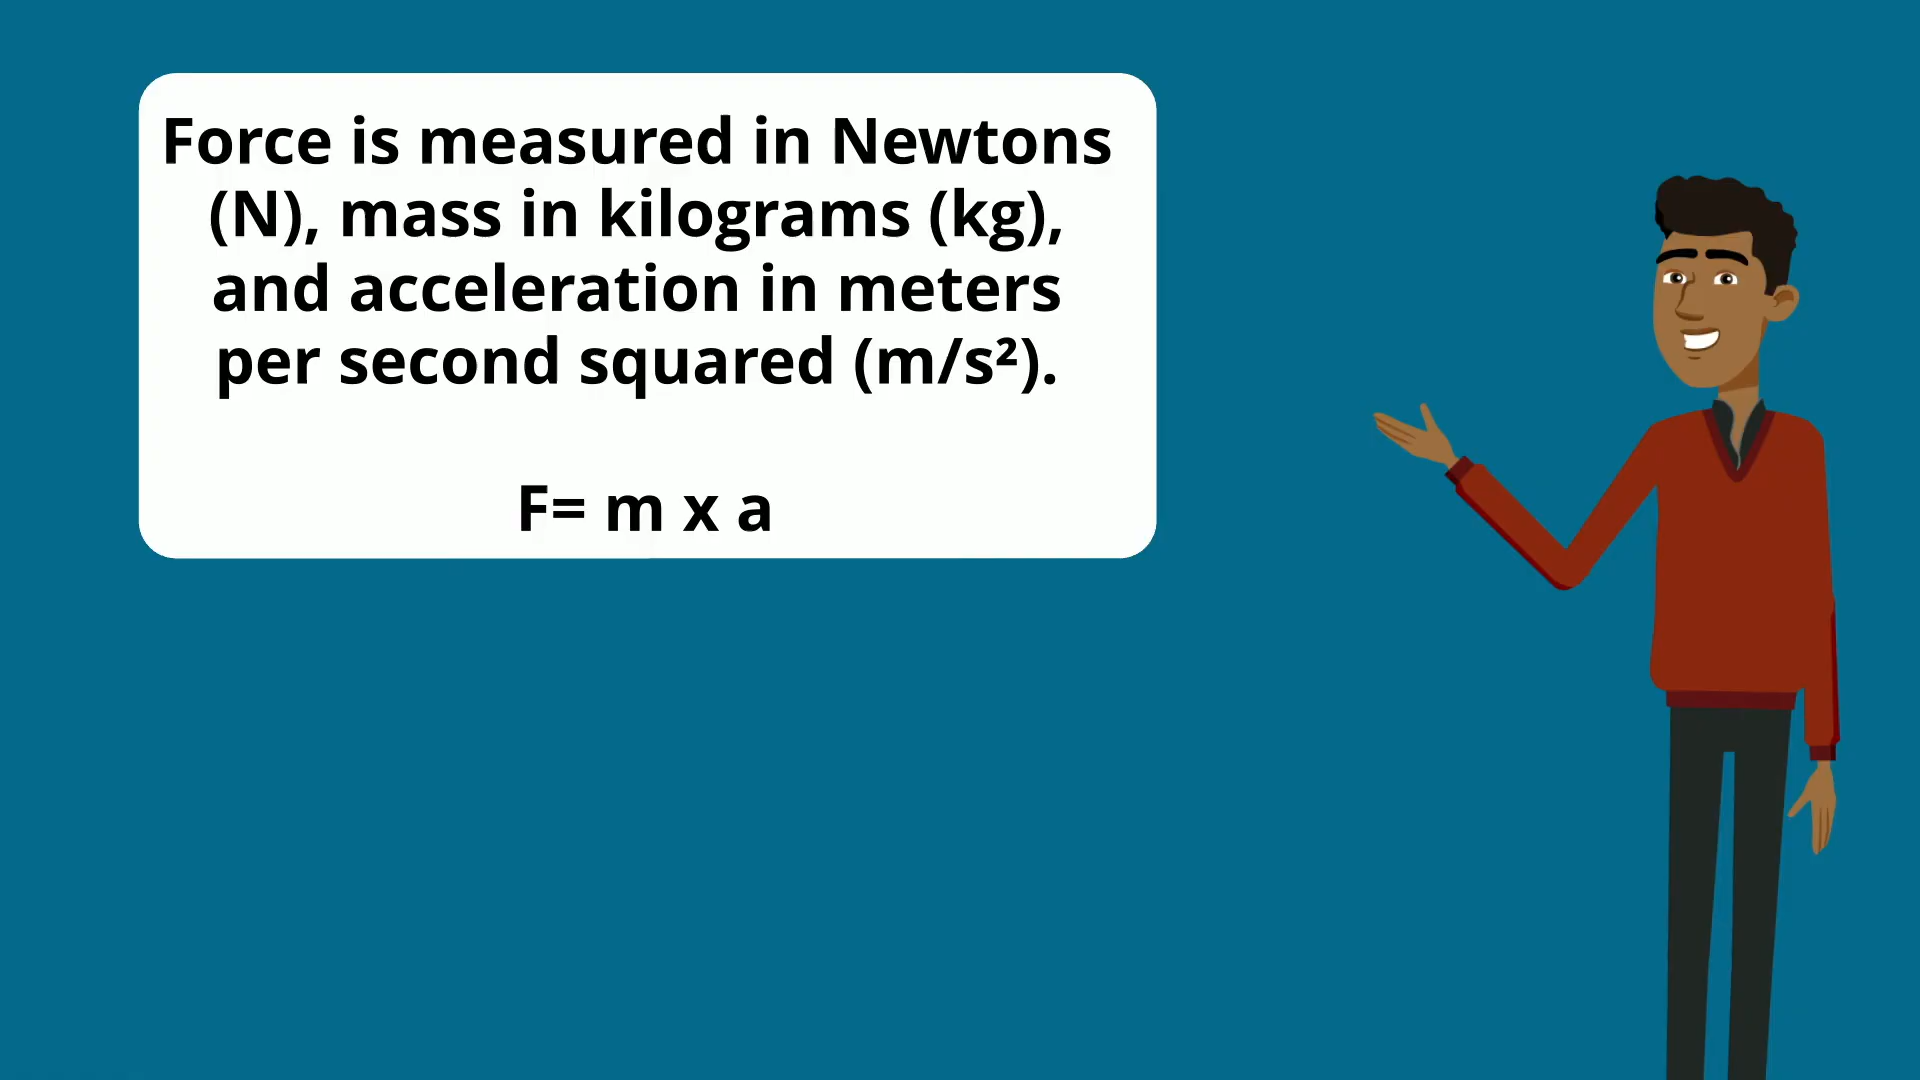 Force is measured in Newtons
(N), mass in kilograms (kg),
and acceleration in meters
per second squared (m/s²).
F= m x a